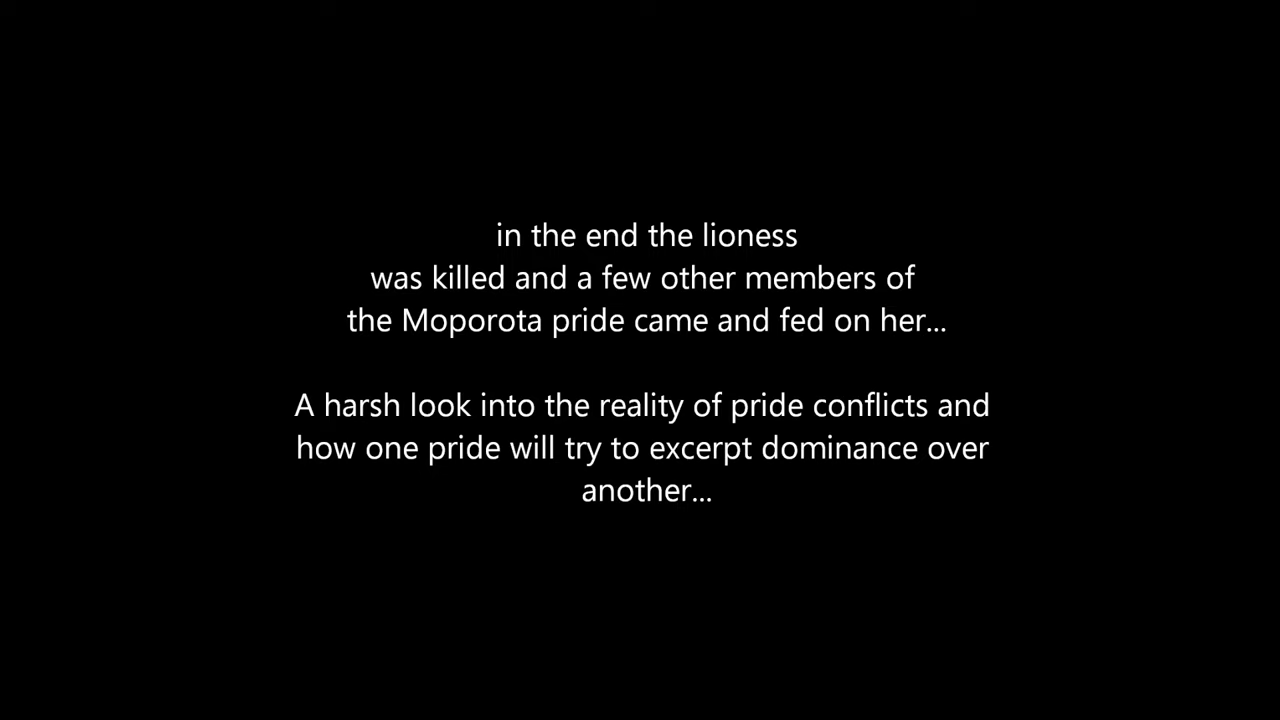 in the end the lioness
was killed and a few other members of
the Moporota pride came and fed on her...
A harsh look into the reality of pride conflicts and
how one pride will try to excerpt dominance over
another...